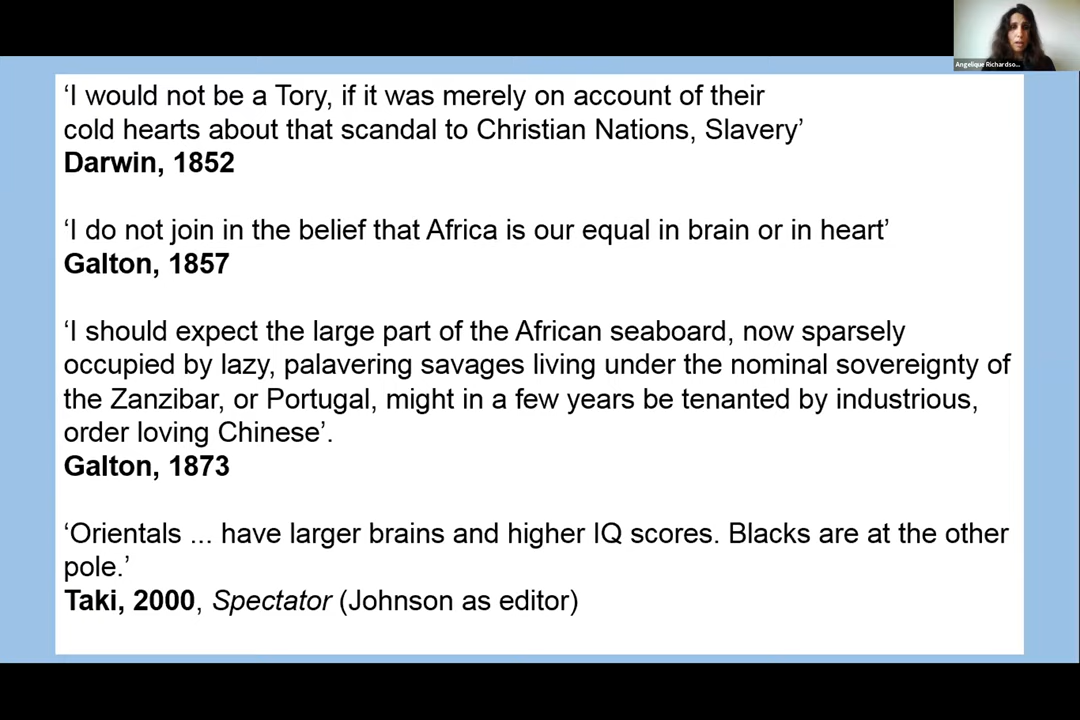 Angelique Richardso...
‘I would not be a Tory, if it was merely on account of their
cold hearts about that scandal to Christian Nations, Slavery’
Darwin, 1852
‘I do not join in the belief that Africa is our equal in brain or in heart’
Galton, 1857
‘I should expect the large part of the African seaboard, now sparsely
occupied by lazy, palavering savages living under the nominal sovereignty of
the Zanzibar, or Portugal, might in a few years be tenanted by industrious,
order loving Chinese’.
Galton, 1873
‘Orientals ... have larger brains and higher IQ scores. Blacks are at the other
pole.’
Taki, 2000, Spectator (Johnson as editor)